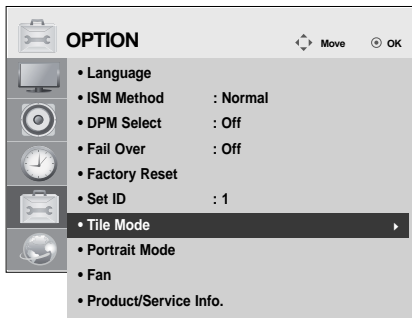 OPTION Move OK
• Language
• ISM Method : Normal
• DPM Select : Off
• Fail Over : Off
• Factory Reset
• Set ID : 1
• Tile Mode
• Portrait Mode
• Fan
• Product/Service Info.